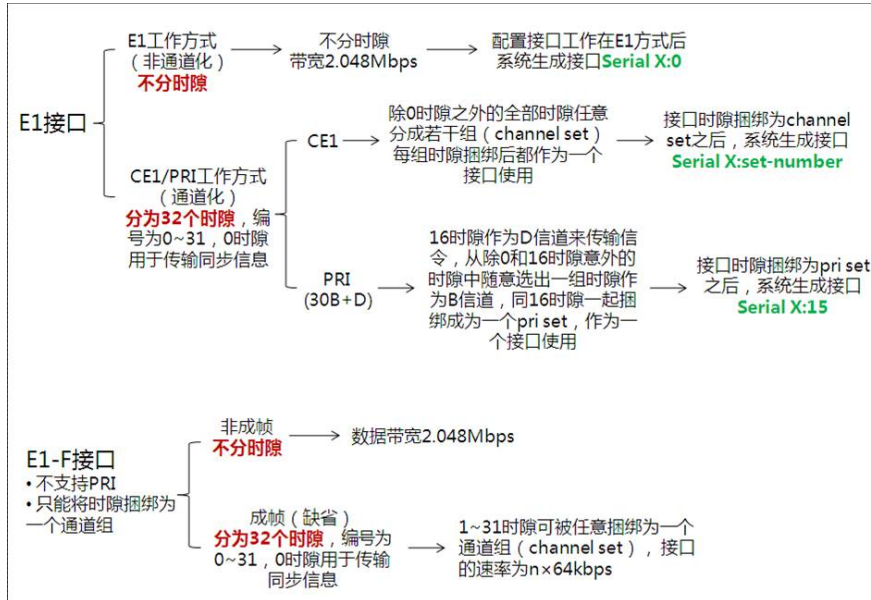 E1接口
E1工作方式
（非通道化）
不分时隙
不分时隙
带宽2.048Mbps
配置接口工作在E1方式后
系统生成接口Serial X:0
CE1/PRI工作方式
（通道化）
分为32个时隙，编
号为0~31，0时隙
用于传输同步信息
CE1
除0时隙之外的全部时隙任意
分成若干组（channel set）
每组时隙捆绑后都作为一个
接口使用
接口时隙捆绑为channel
set之后，系统生成接口
Serial X:set-number
PRI
(30B+D)
16时隙作为D信道来传输信
令，从除0和16时隙意外的
时隙中随意选出一组时隙作
为B信道，同16时隙一起捆
绑成为一个pri set，作为一
个接口使用
接口时隙捆绑为pri set
之后，系统生成接口
Serial X:15
E1-F接口
• 不支持PRI
• 只能将时隙捆绑为
一个通道组
非成帧
不分时隙
数据带宽2.048Mbps
成帧（缺省）
分为32个时隙，编号为
0~31，0时隙用于传输
同步信息
1~31时隙可被任意捆绑为一个
通道组（channel set），接口
的速率为n×64kbps